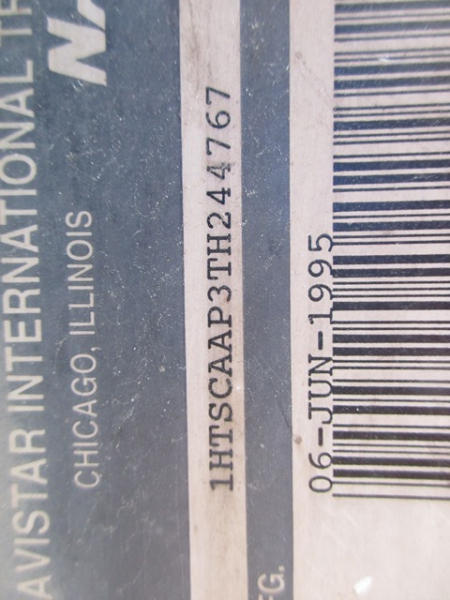 NA
AVISTAR INTERNATIONAL TR
CHICAGO, ILLINOIS
1HTSCAAP3TH244767
FG.
06-JUN-1995